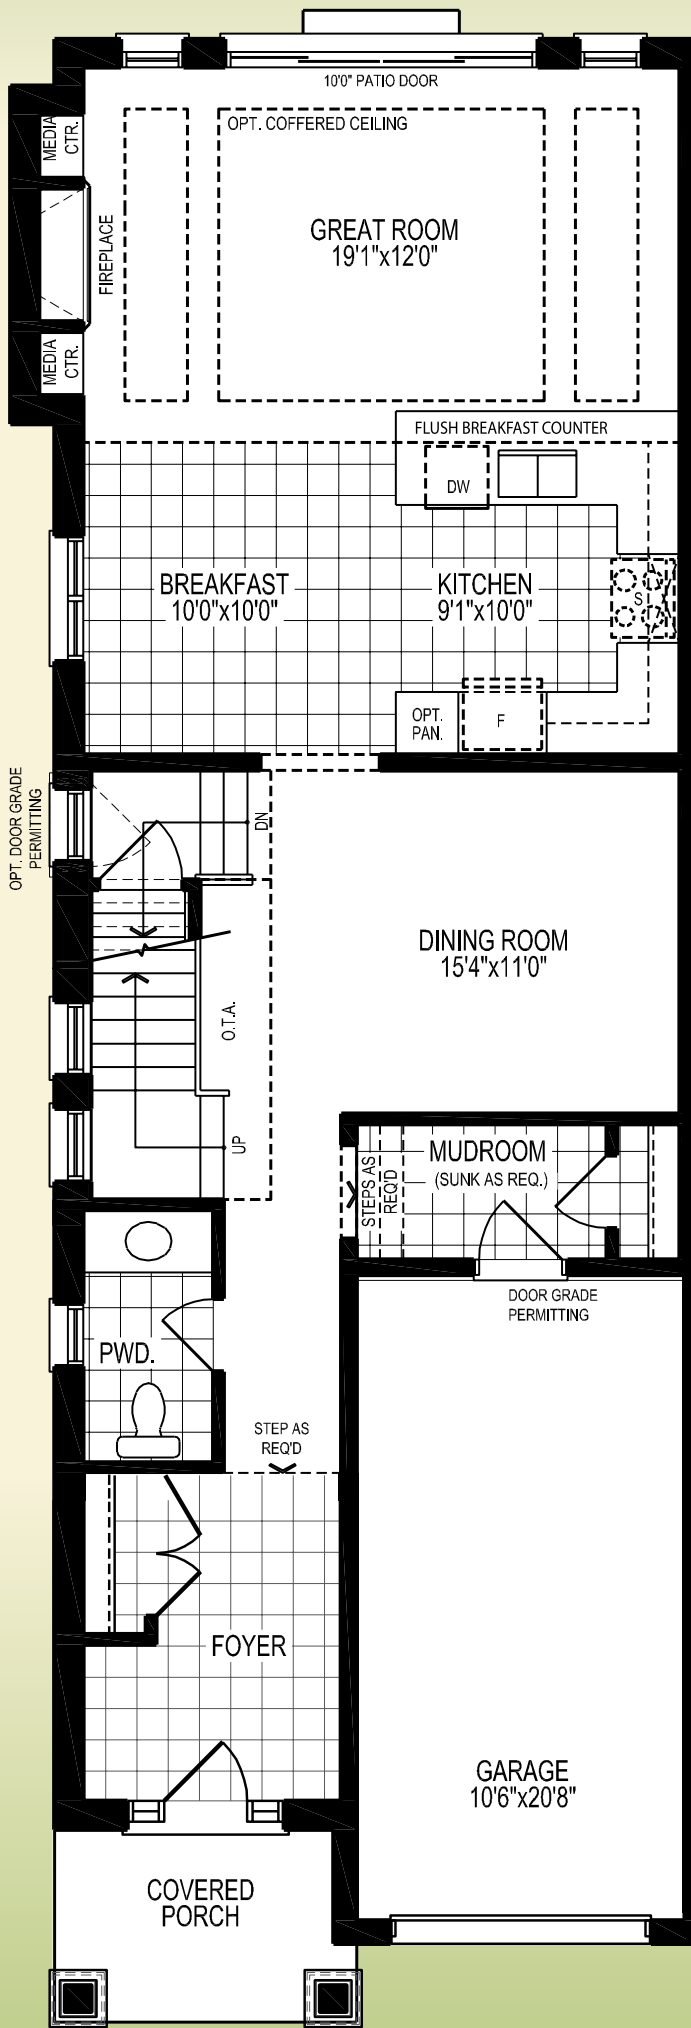 10'0" PATIO DOOR
OPT. COFFERED CEILING
MEDIA
CTR.
GREAT ROOM
19'1"x12'0"
FIREPLACE
MEDIA
CTR.
FLUSH BREAKFAST COUNTER
DW
BREAKFAST
10'0"x10'0"
KITCHEN
9'1"x10'0"
S
OPT.
PAN.
F
OPT. DOOR GRADE
PERMITTING
DN
DINING ROOM
15'4"x11'0"
O.T.A.
UP
MUDROOM
(SUNK AS REQ.)
STEPS AS
REQ'D
DOOR GRADE
PERMITTING
PWD.
STEP AS
REQ'D
FOYER
GARAGE
10'6"x20'8"
COVERED
PORCH